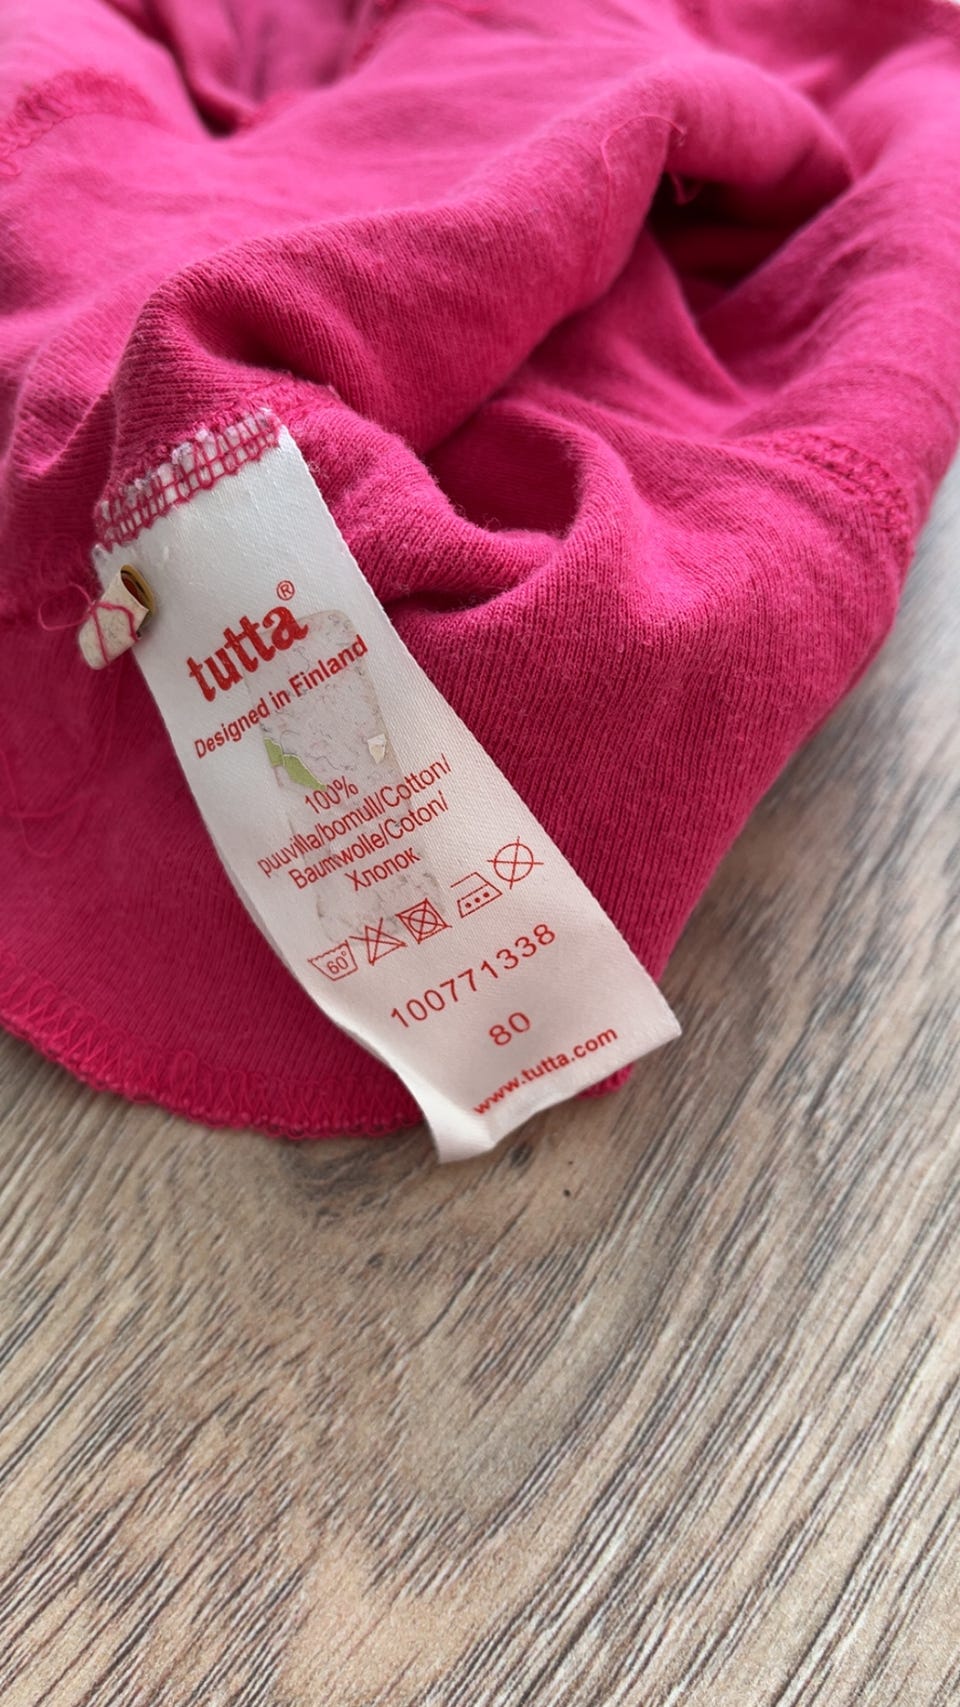 tutta®
Designed in Finland
100%
puuvilla/bomull/Cotton/
Baumwolle/Coton/
Хлопок
60°
100771338
80
www.tutta.com